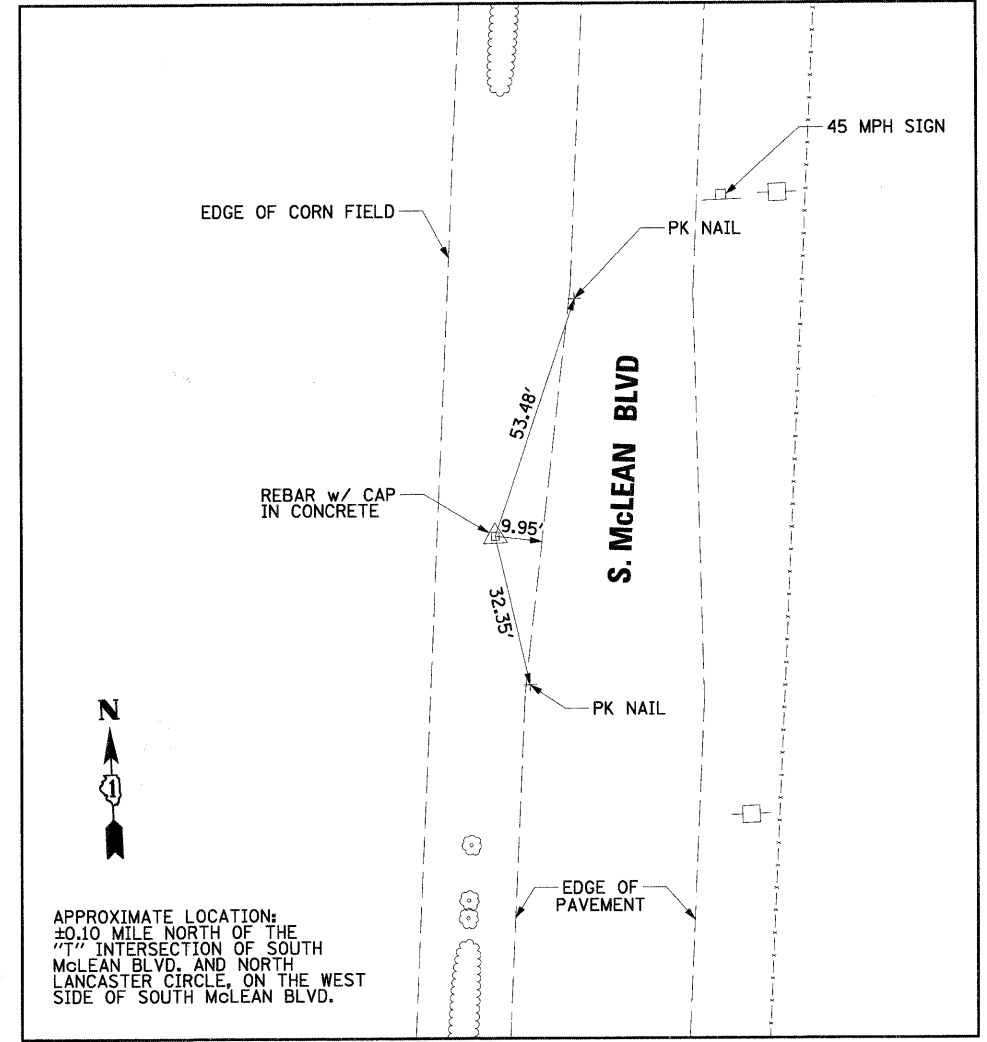 45 MPH SIGN
EDGE OF CORN FIELD
PK NAIL
53.48'
S. McLEAN BLVD
REBAR w/ CAP
IN CONCRETE
9.95'
32.35'
PK NAIL
N
1
EDGE OF
PAVEMENT
APPROXIMATE LOCATION:
±0.10 MILE NORTH OF THE
"T" INTERSECTION OF SOUTH
McLEAN BLVD. AND NORTH
LANCASTER CIRCLE, ON THE WEST
SIDE OF SOUTH McLEAN BLVD.